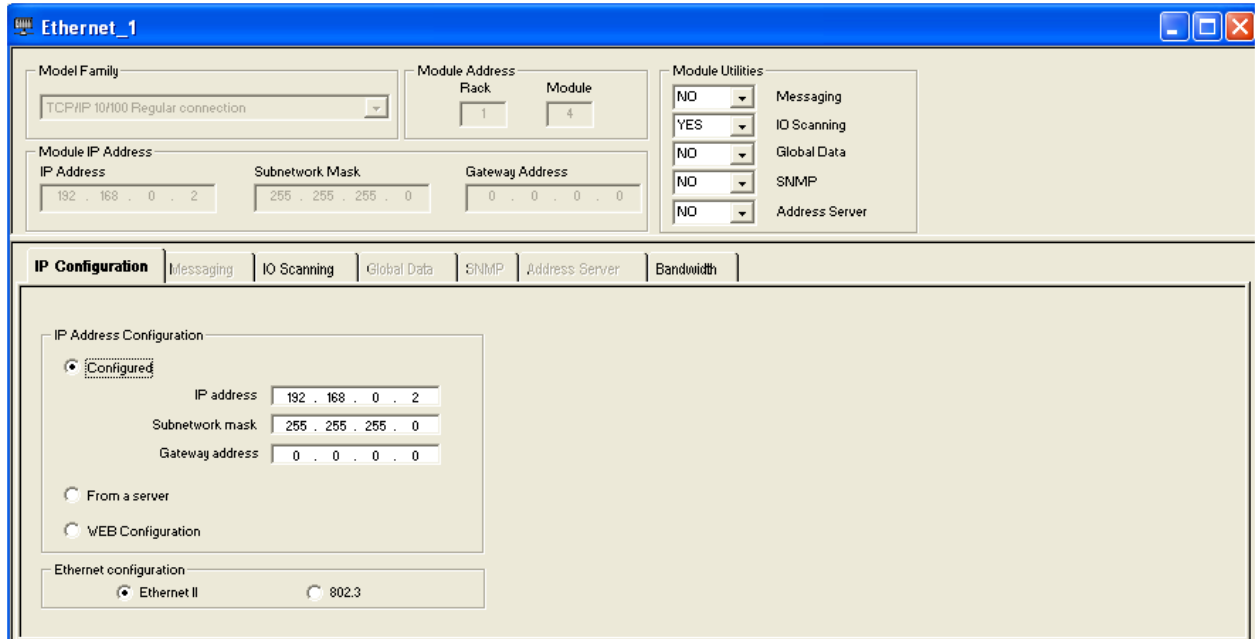 Ethernet_1
Model Family
TCP/IP 10/100 Regular connection
Module Address
Rack Module
1 4
Module IP Address
IP Address Subnetwork Mask Gateway Address
192 . 168 . 0 . 2 255 . 255 . 255 . 0 0 . 0 . 0 . 0
Module Utilities
NO Messaging
YES IO Scanning
NO Global Data
NO SNMP
NO Address Server
IP Configuration Messaging IO Scanning Global Data SNMP Address Server Bandwidth
IP Address Configuration
Configured
IP address 192 . 168 . 0 . 2
Subnetwork mask 255 . 255 . 255 . 0
Gateway address 0 . 0 . 0 . 0
From a server
WEB Configuration
Ethernet configuration
Ethernet II 802.3